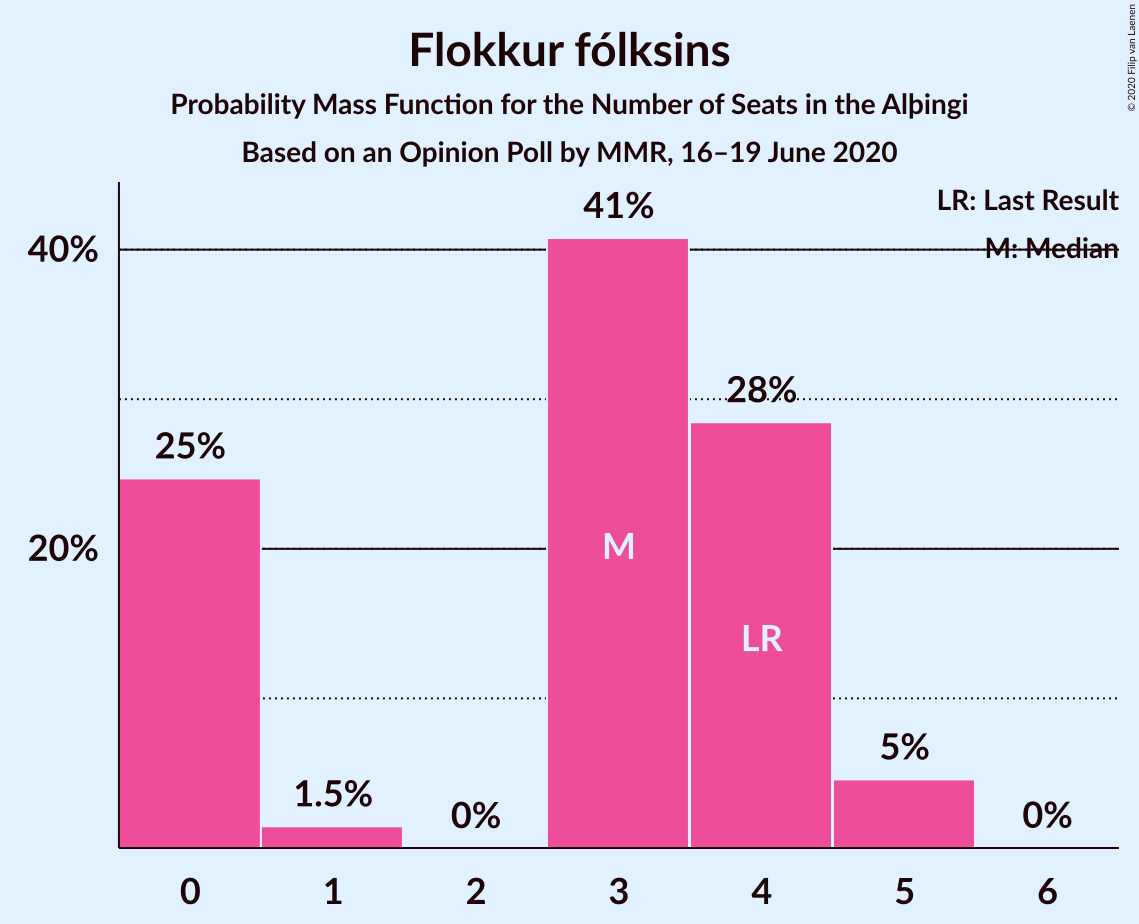 Flokkur fólksins
Probability Mass Function for the Number of Seats in the Alþingi
Based on an Opinion Poll by MMR, 16–19 June 2020
© 2020 Filip van Laenen
LR: Last Result
M: Median
40%
20%
25%
1.5%
0%
41%
28%
5%
0%
M
LR
0 1 2 3 4 5 6